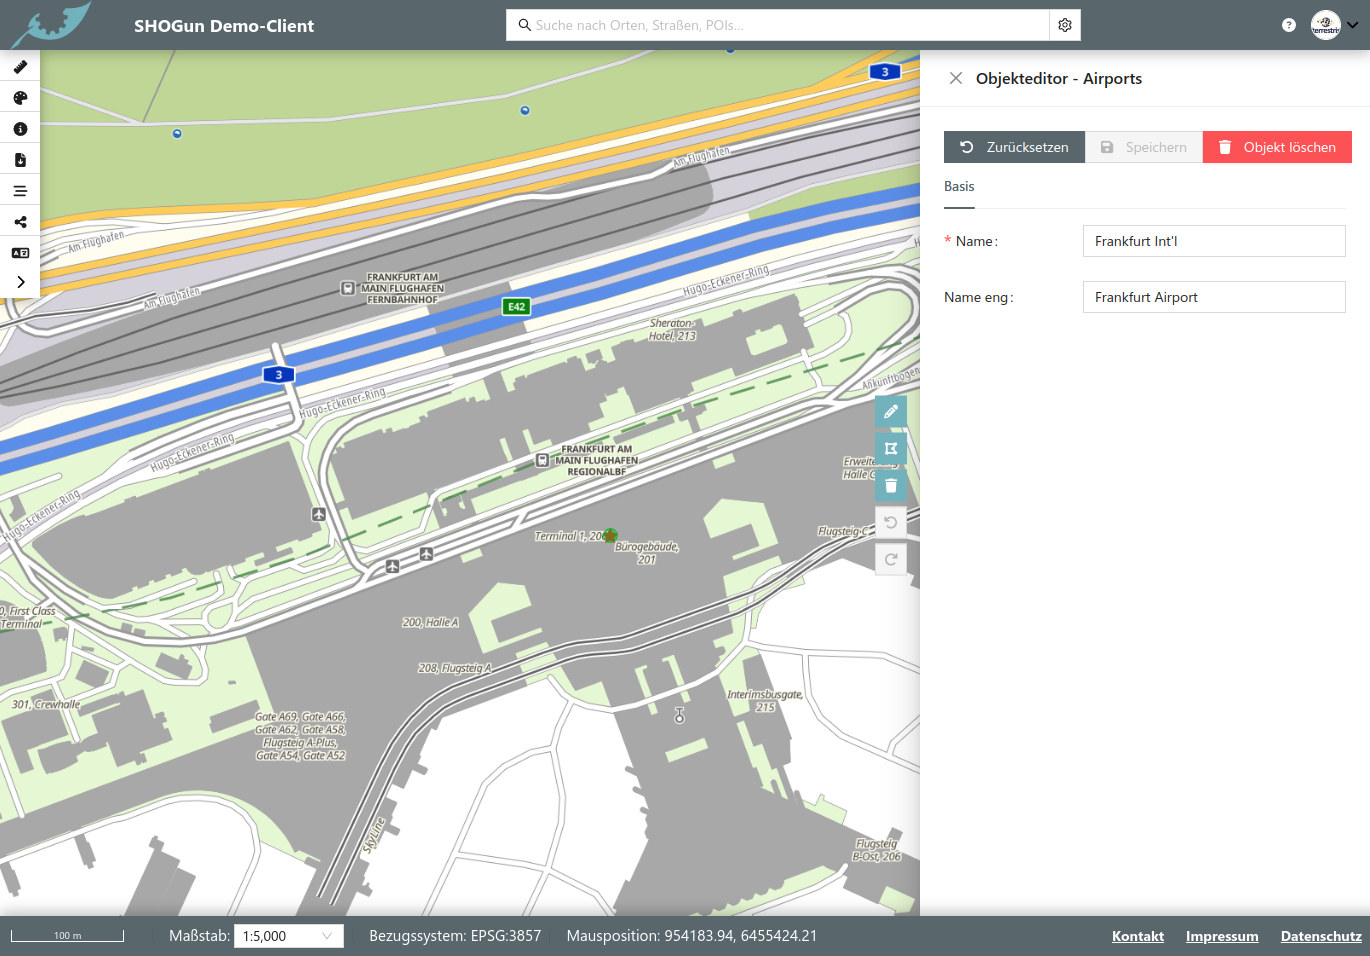 SHOGun Demo-Client
Suche nach Orten, Straßen, POIs...
?
terrestris
Objekteditor - Airports
Zurücksetzen
Speichern
Objekt löschen
Basis
* Name:
Frankfurt Int'l
Name eng:
Frankfurt Airport
3
Am Flughafen
Am Flughafen
Am Flughafen
FRANKFURT AM
MAIN FLUGHAFEN
FERNBAHNHOF
E42
Hugo-Eckener-Ring
Sheraton-
Hotel, 213
3
Hugo-Eckener-Ring
Ankunftbogen
Hugo-Eckener-Ring
FRANKFURT AM
MAIN FLUGHAFEN
REGIONALBF
Halle
Hugo-Eckener-Ring
Terminal 1,
Bürogebäude,
201
Flugsteig C
0, First Class
Terminal
200, Halle A
208, Flugsteig A
301, Crewhalle
Interimsbusgate,
215
Gate A69, Gate A66,
Gate A62, Gate A58,
Flugsteig A-Plus,
Gate A54, Gate A52
SkyLine
Flugsteig
B-Ost, 206
100 m
Maßstab:
1:5,000
Bezugssystem: EPSG:3857
Mausposition: 954183.94, 6455424.21
Kontakt
Impressum
Datenschutz